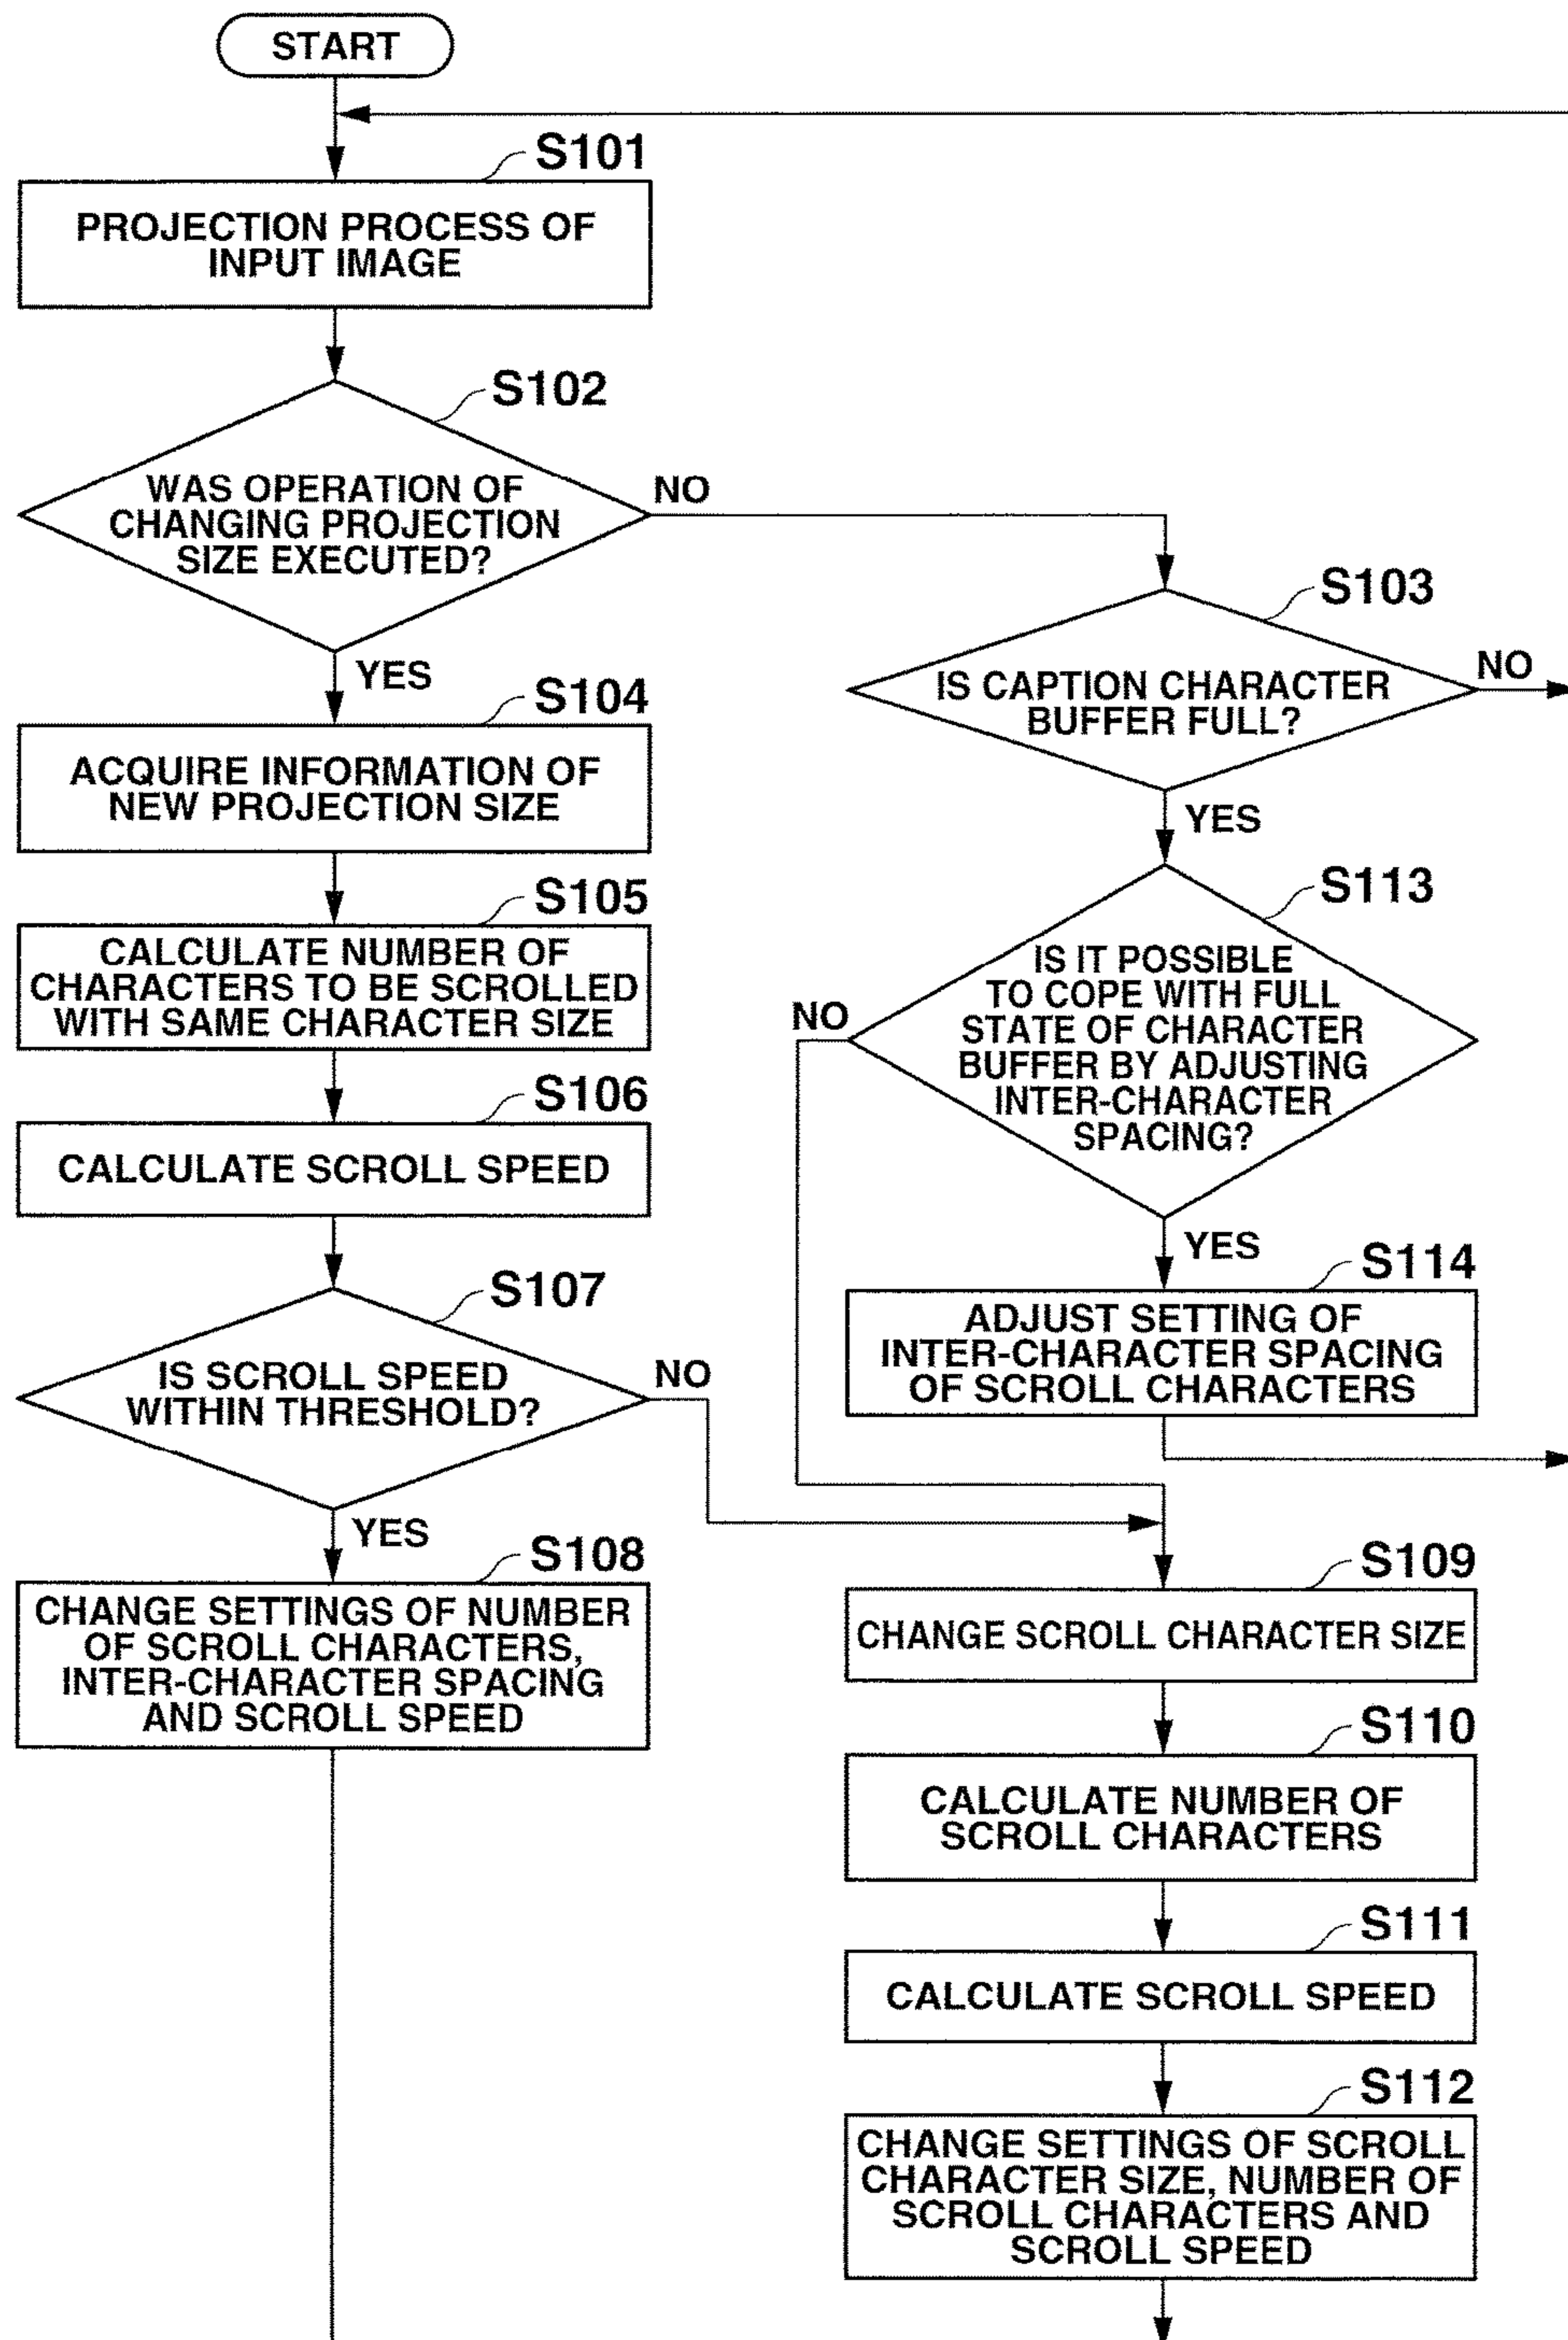 START
S101
PROJECTION PROCESS OF
INPUT IMAGE
S102
WAS OPERATION OF
CHANGING PROJECTION
SIZE EXECUTED?
NO
YES
S103
IS CAPTION CHARACTER
BUFFER FULL?
NO
YES
S104
ACQUIRE INFORMATION OF
NEW PROJECTION SIZE
S105
CALCULATE NUMBER OF
CHARACTERS TO BE SCROLLED
WITH SAME CHARACTER SIZE
S106
CALCULATE SCROLL SPEED
S107
IS SCROLL SPEED
WITHIN THRESHOLD?
NO
YES
S108
CHANGE SETTINGS OF NUMBER
OF SCROLL CHARACTERS,
INTER-CHARACTER SPACING
AND SCROLL SPEED
S113
IS IT POSSIBLE
TO COPE WITH FULL
STATE OF CHARACTER
BUFFER BY ADJUSTING
INTER-CHARACTER
SPACING?
NO
YES
S114
ADJUST SETTING OF
INTER-CHARACTER SPACING
OF SCROLL CHARACTERS
S109
CHANGE SCROLL CHARACTER SIZE
S110
CALCULATE NUMBER OF
SCROLL CHARACTERS
S111
CALCULATE SCROLL SPEED
S112
CHANGE SETTINGS OF SCROLL
CHARACTER SIZE, NUMBER OF
SCROLL CHARACTERS AND
SCROLL SPEED